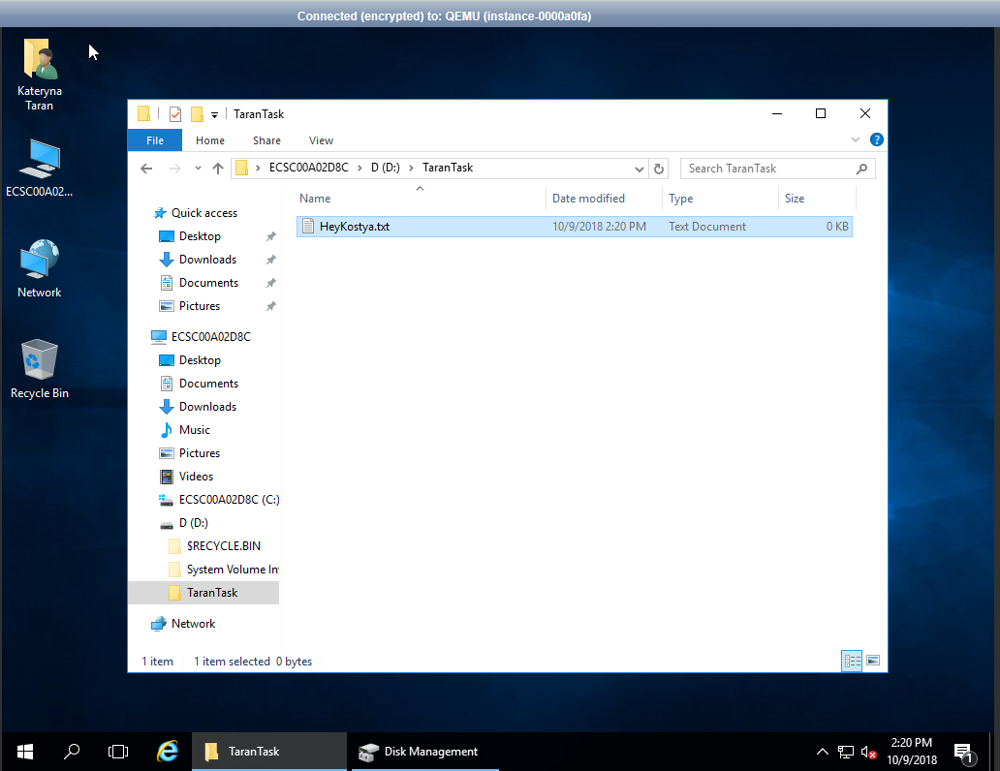 Connected (encrypted) to: QEMU (instance-0000a0fa)
Kateryna
Taran
ECSC00A02...
Network
Recycle Bin
TaranTask
File Home Share View
ECSC00A02D8C D (D:) TaranTask
Search TaranTask
Name Date modified Type Size
HeyKostya.txt 10/9/2018 2:20 PM Text Document 0 KB
Quick access
Desktop
Downloads
Documents
Pictures
ECSC00A02D8C
Desktop
Documents
Downloads
Music
Pictures
Videos
ECSC00A02D8C (C:)
D (D:)
$RECYCLE.BIN
System Volume Inf
TaranTask
Network
1 item 1 item selected 0 bytes
TaranTask
Disk Management
2:20 PM
10/9/2018
1